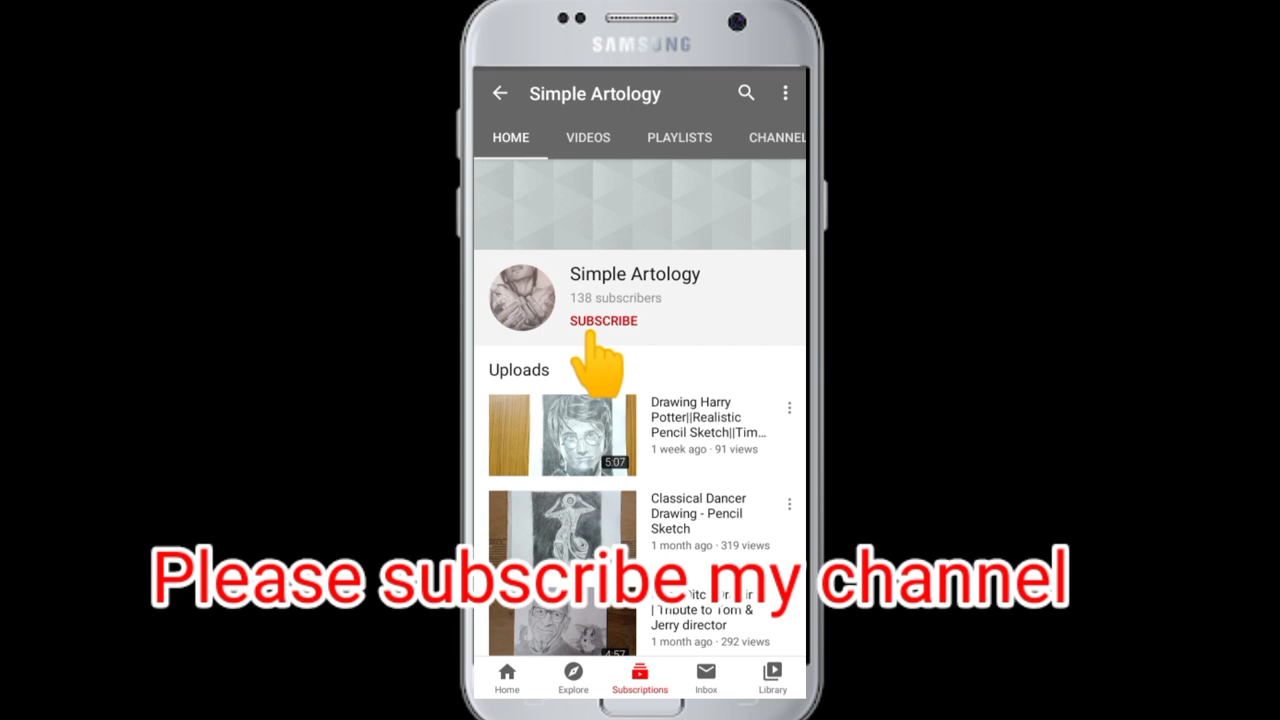 SAMSUNG
Simple Artology
HOME VIDEOS PLAYLISTS CHANNEL
Simple Artology
138 subscribers
SUBSCRIBE
Uploads
Drawing Harry
Potter||Realistic
Pencil Sketch||Tim...
1 week ago · 91 views
5:07
Classical Dancer
Drawing - Pencil
Sketch
1 month ago · 319 views
Please subscribe my channel
| Tribute to Tom &
Jerry director
1 month ago · 292 views
4:57
Home Explore Subscriptions Inbox Library